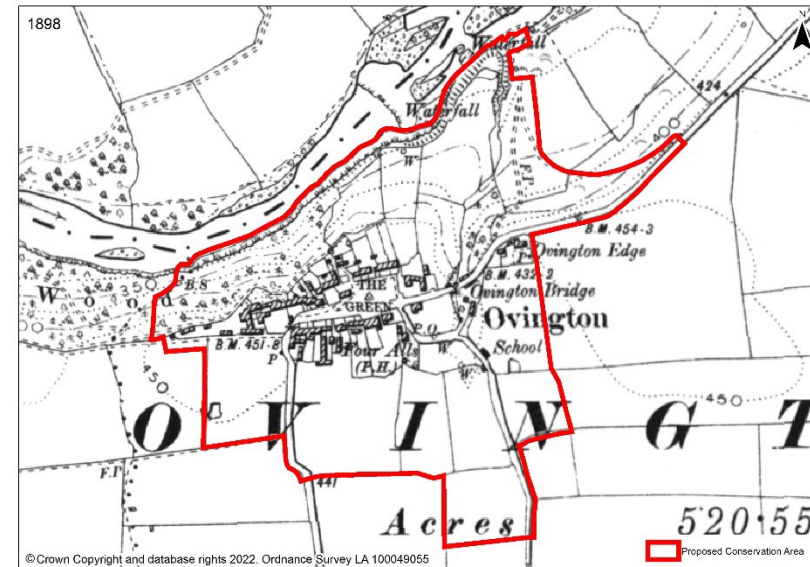 1898
N
Waterfall
Waterfall
W
424
400
F.P.
B.M. 454·3
Ovington Edge
P
B.M. 432·2
Ovington Bridge
Ovington
School
THE
GREEN
P.O.
W
W
Four Alls
(P.H.)
B.M. 451·8
P
B.S
350
W o o d
450
450
O V I N G T
F.P.
441
Acres
520·55
© Crown Copyright and database rights 2022. Ordnance Survey LA 100049055
Proposed Conservation Area